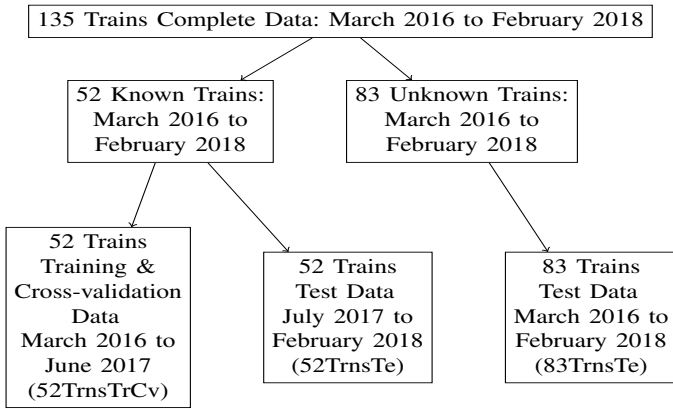 135 Trains Complete Data: March 2016 to February 2018
52 Known Trains:
March 2016 to
February 2018
83 Unknown Trains:
March 2016 to
February 2018
52 Trains
Training &
Cross-validation
Data
March 2016 to
June 2017
(52TrnsTrCv)
52 Trains
Test Data
July 2017 to
February 2018
(52TrnsTe)
83 Trains
Test Data
March 2016 to
February 2018
(83TrnsTe)